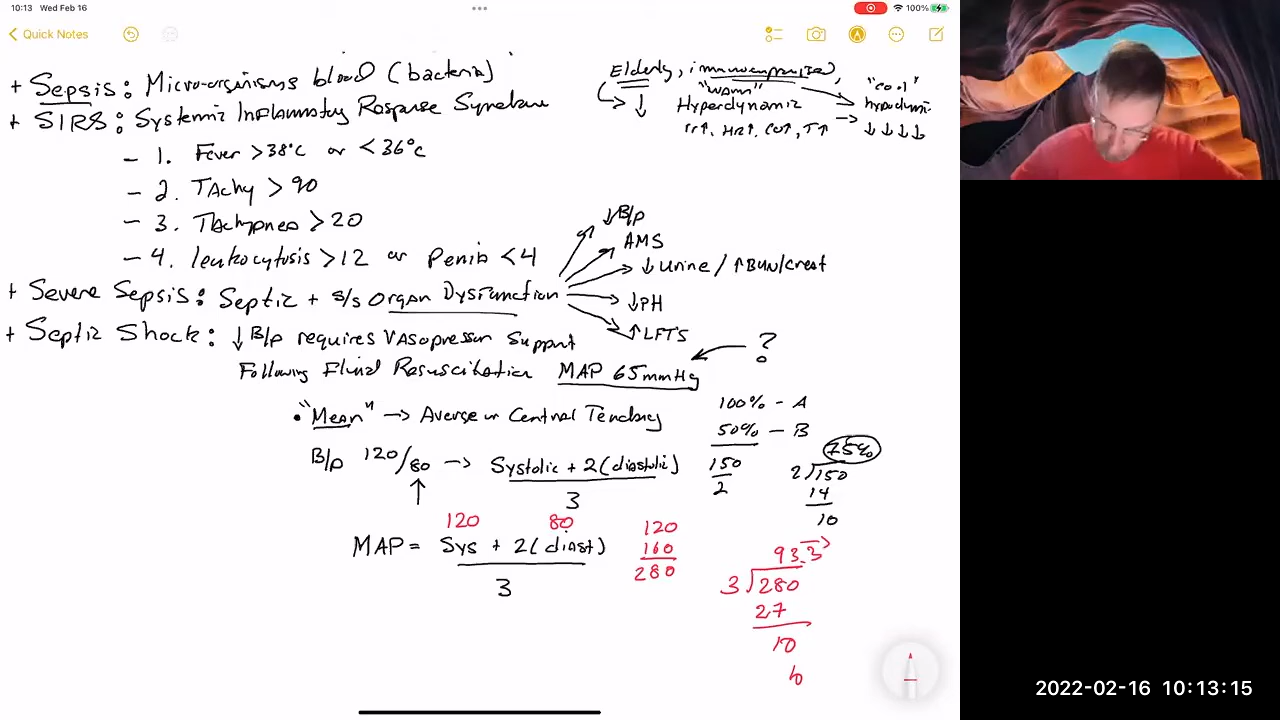 10:13 Wed Feb 16
100%
Quick Notes
+ Sepsis: Micro-organisms blood (bacteria)
+ SIRS: Systemic Inflammatory Response Syndrome
- 1. Fever >38°C or <36°C
- 2. TAchy >90
- 3. TAchypnea >20
- 4. leukocytosis >12 or penia <4
+ Severe Sepsis: Septic + s/s Organ Dysfunction
+ Septic Shock: ↓ B/p requires VAsopressor Support
Following Fluid Resuscitation MAP 65mmHg
?
Elderly, immunocompromised,
↓
"warm"
Hyperdynamic
HR↑, CO↑, T↑
"cool"
↓↓↓↓
↓B/p
AMS
↓Urine / ↑BUN/creat
↓PH
↑LFTS
• "Mean" → Average or Central Tendency
B/p 120/80 → Systolic + 2(diastolic)
3
100% - A
50% - B
150
2
75%
2)150
14
10
120 80
MAP = Sys + 2(diast)
3
120
160
280
93.3
3)280
27
10
2022-02-16 10:13:15